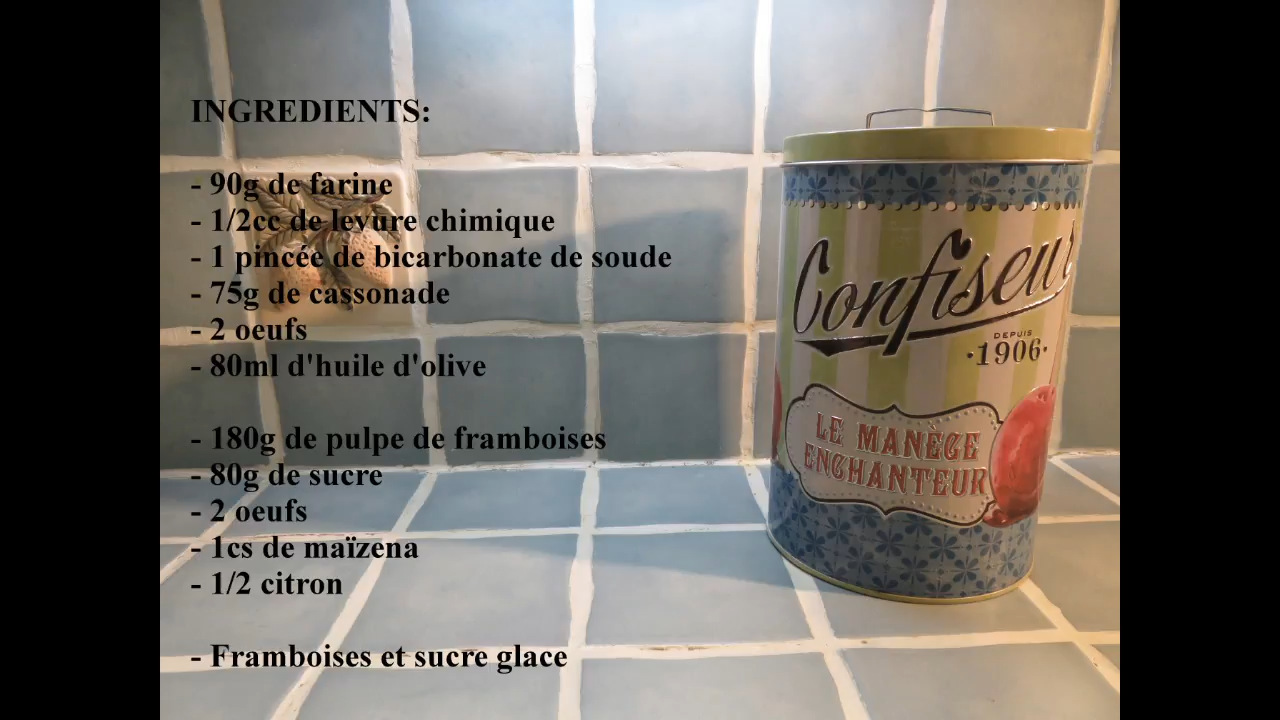 INGREDIENTS:
- 90g de farine
- 1/2cc de levure chimique
- 1 pincée de bicarbonate de soude
- 75g de cassonade
- 2 oeufs
- 80ml d'huile d'olive
- 180g de pulpe de framboises
- 80g de sucre
- 2 oeufs
- 1cs de maïzena
- 1/2 citron
- Framboises et sucre glace
Confiseur
DEPUIS
·1906·
LE MANÈGE
ENCHANTEUR